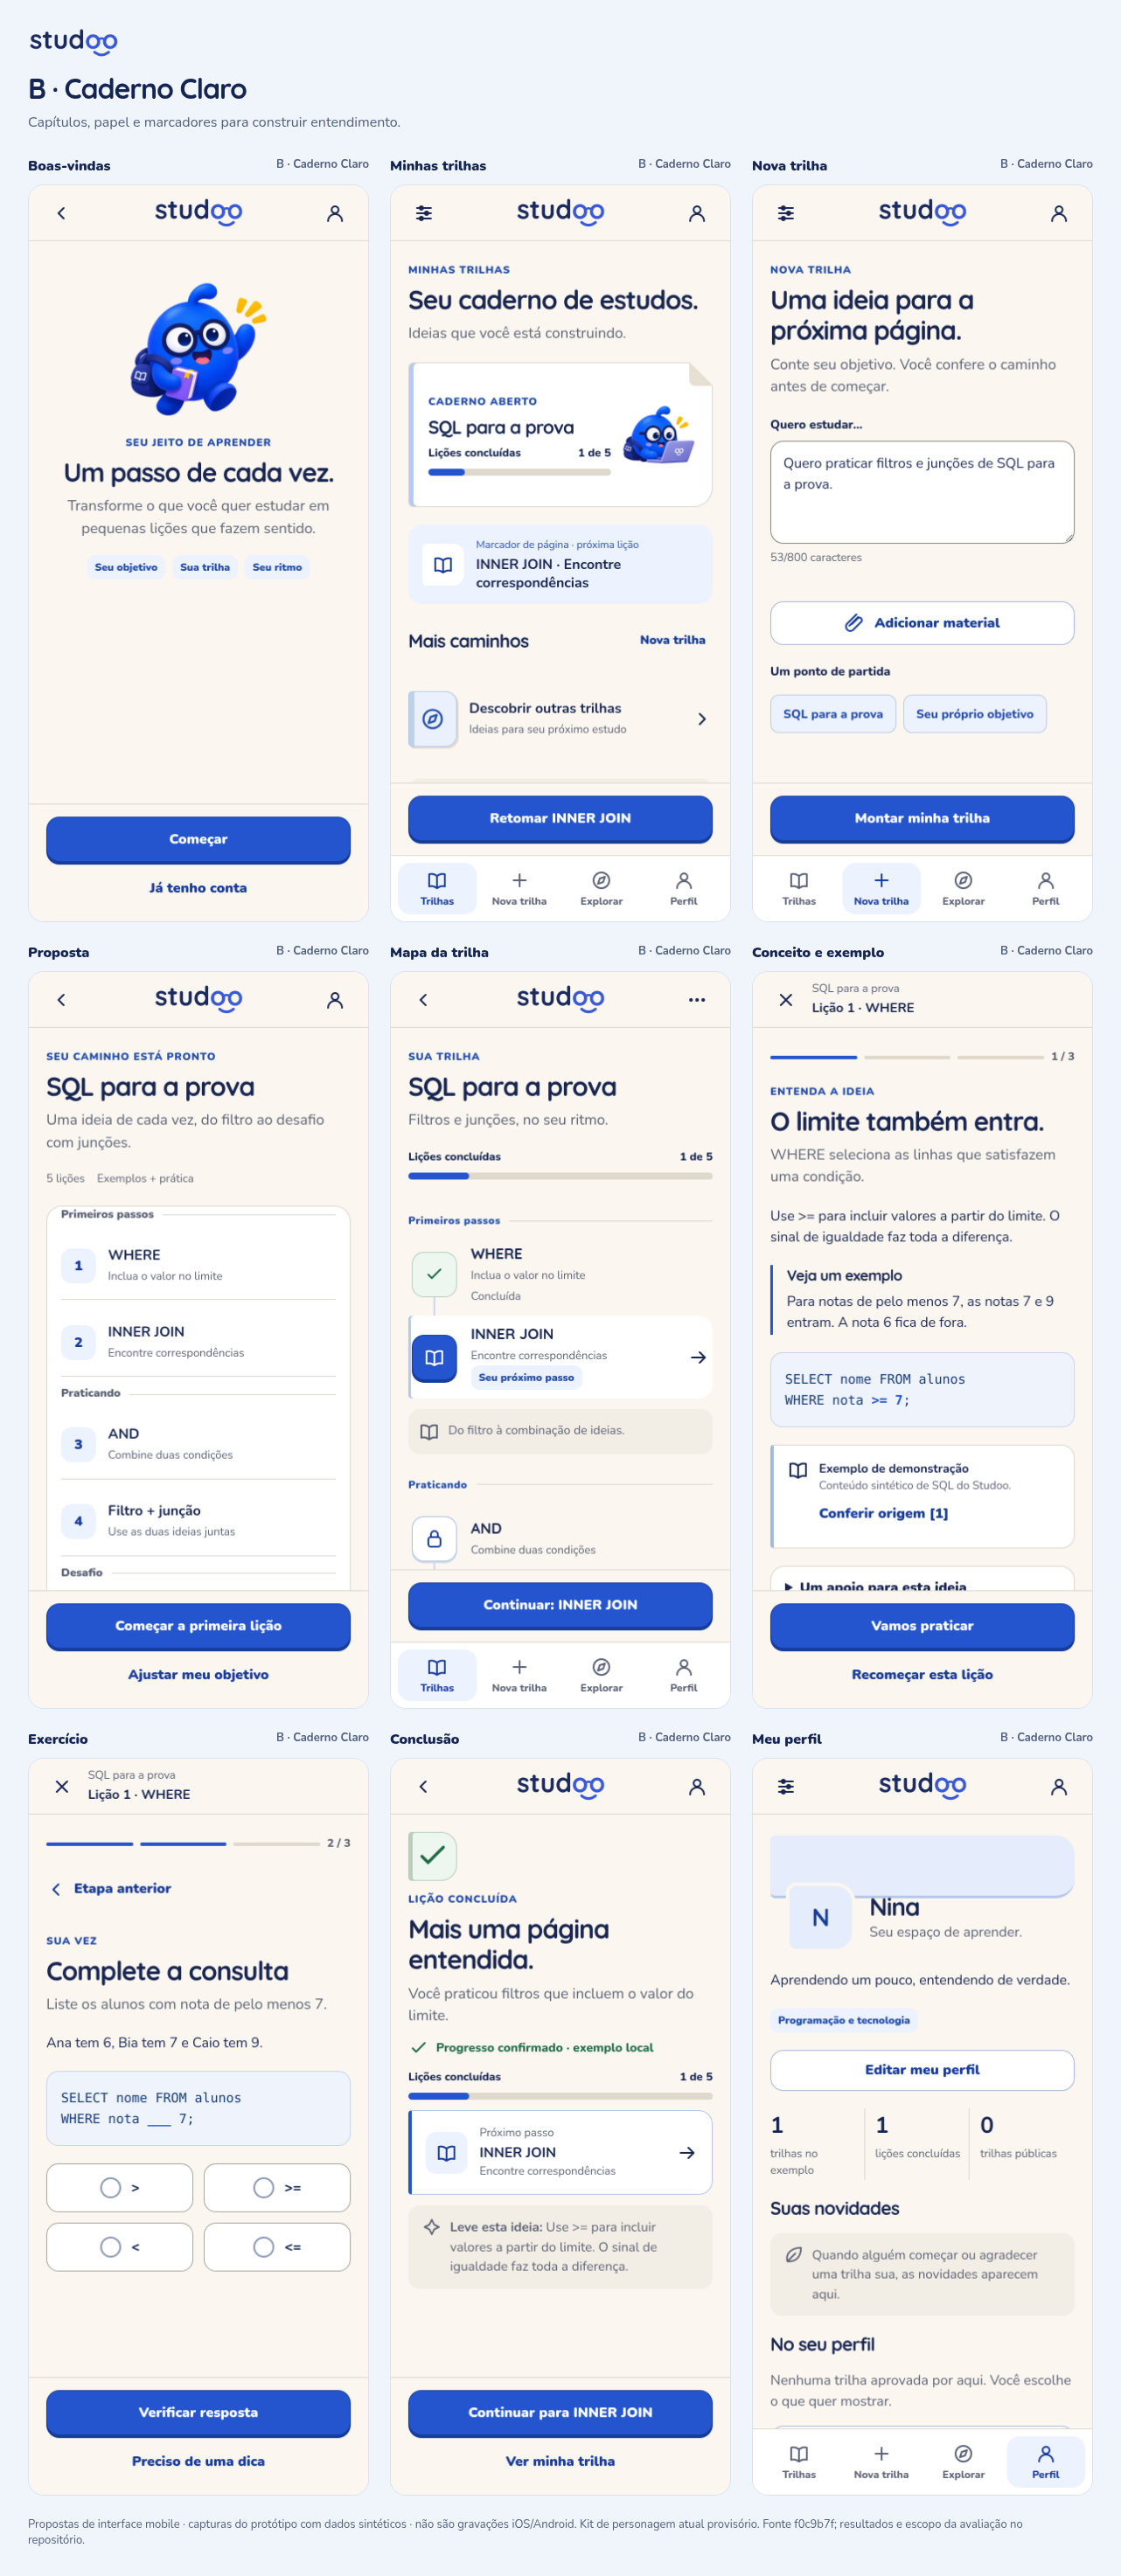 studoo
B · Caderno Claro
Capítulos, papel e marcadores para construir entendimento.
Boas-vindas
B · Caderno Claro
studoo
SEU JEITO DE APRENDER
Um passo de cada vez.
Transforme o que você quer estudar em
pequenas lições que fazem sentido.
Seu objetivo
Sua trilha
Seu ritmo
Começar
Já tenho conta
Minhas trilhas
B · Caderno Claro
studoo
MINHAS TRILHAS
Seu caderno de estudos.
Ideias que você está construindo.
CADERNO ABERTO
SQL para a prova
Lições concluídas
1 de 5
Marcador de página · próxima lição
INNER JOIN · Encontre
correspondências
Mais caminhos
Nova trilha
Descobrir outras trilhas
Ideias para seu próximo estudo
Retomar INNER JOIN
Trilhas
Nova trilha
Explorar
Perfil
Nova trilha
B · Caderno Claro
studoo
NOVA TRILHA
Uma ideia para a
próxima página.
Conte seu objetivo. Você confere o caminho
antes de começar.
Quero estudar...
Quero praticar filtros e junções de SQL para
a prova.
53/800 caracteres
Adicionar material
Um ponto de partida
SQL para a prova
Seu próprio objetivo
Montar minha trilha
Trilhas
Nova trilha
Explorar
Perfil
Proposta
B · Caderno Claro
studoo
SEU CAMINHO ESTÁ PRONTO
SQL para a prova
Uma ideia de cada vez, do filtro ao desafio
com junções.
5 lições
Exemplos + prática
Primeiros passos
1
WHERE
Inclua o valor no limite
2
INNER JOIN
Encontre correspondências
Praticando
3
AND
Combine duas condições
4
Filtro + junção
Use as duas ideias juntas
Desafio
Começar a primeira lição
Ajustar meu objetivo
Mapa da trilha
B · Caderno Claro
studoo
SUA TRILHA
SQL para a prova
Filtros e junções, no seu ritmo.
Lições concluídas
1 de 5
Primeiros passos
WHERE
Inclua o valor no limite
Concluída
INNER JOIN
Encontre correspondências
Seu próximo passo
Do filtro à combinação de ideias.
Praticando
AND
Combine duas condições
Continuar: INNER JOIN
Trilhas
Nova trilha
Explorar
Perfil
Conceito e exemplo
B · Caderno Claro
SQL para a prova
Lição 1 · WHERE
1 / 3
ENTENDA A IDEIA
O limite também entra.
WHERE seleciona as linhas que satisfazem
uma condição.
Use >= para incluir valores a partir do limite. O
sinal de igualdade faz toda a diferença.
Veja um exemplo
Para notas de pelo menos 7, as notas 7 e 9
entram. A nota 6 fica de fora.
SELECT nome FROM alunos
WHERE nota >= 7;
Exemplo de demonstração
Conteúdo sintético de SQL do Studoo.
Conferir origem [1]
Um apoio para esta ideia
Vamos praticar
Recomeçar esta lição
Exercício
B · Caderno Claro
SQL para a prova
Lição 1 · WHERE
2 / 3
Etapa anterior
SUA VEZ
Complete a consulta
Liste os alunos com nota de pelo menos 7.
Ana tem 6, Bia tem 7 e Caio tem 9.
SELECT nome FROM alunos
WHERE nota ___ 7;
>
>=
<
<=
Verificar resposta
Preciso de uma dica
Conclusão
B · Caderno Claro
studoo
LIÇÃO CONCLUÍDA
Mais uma página
entendida.
Você praticou filtros que incluem o valor do
limite.
Progresso confirmado · exemplo local
Lições concluídas
1 de 5
Próximo passo
INNER JOIN
Encontre correspondências
Leve esta ideia: Use >= para incluir
valores a partir do limite. O sinal de
igualdade faz toda a diferença.
Continuar para INNER JOIN
Ver minha trilha
Meu perfil
B · Caderno Claro
studoo
N
Nina
Seu espaço de aprender.
Aprendendo um pouco, entendendo de verdade.
Programação e tecnologia
Editar meu perfil
1
trilhas no
exemplo
1
lições concluídas
0
trilhas públicas
Suas novidades
Quando alguém começar ou agradecer
uma trilha sua, as novidades aparecem
aqui.
No seu perfil
Nenhuma trilha aprovada por aqui. Você escolhe
o que quer mostrar.
Trilhas
Nova trilha
Explorar
Perfil
Propostas de interface mobile · capturas do protótipo com dados sintéticos · não são gravações iOS/Android. Kit de personagem atual provisório. Fonte f0c9b7f; resultados e escopo da avaliação no
repositório.